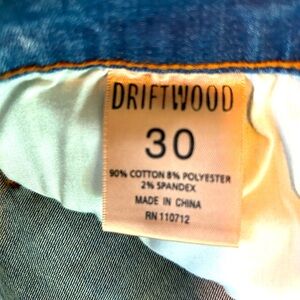 DRIFTWOOD
30
90% COTTON 8% POLYESTER
2% SPANDEX
MADE IN CHINA
RN 110712